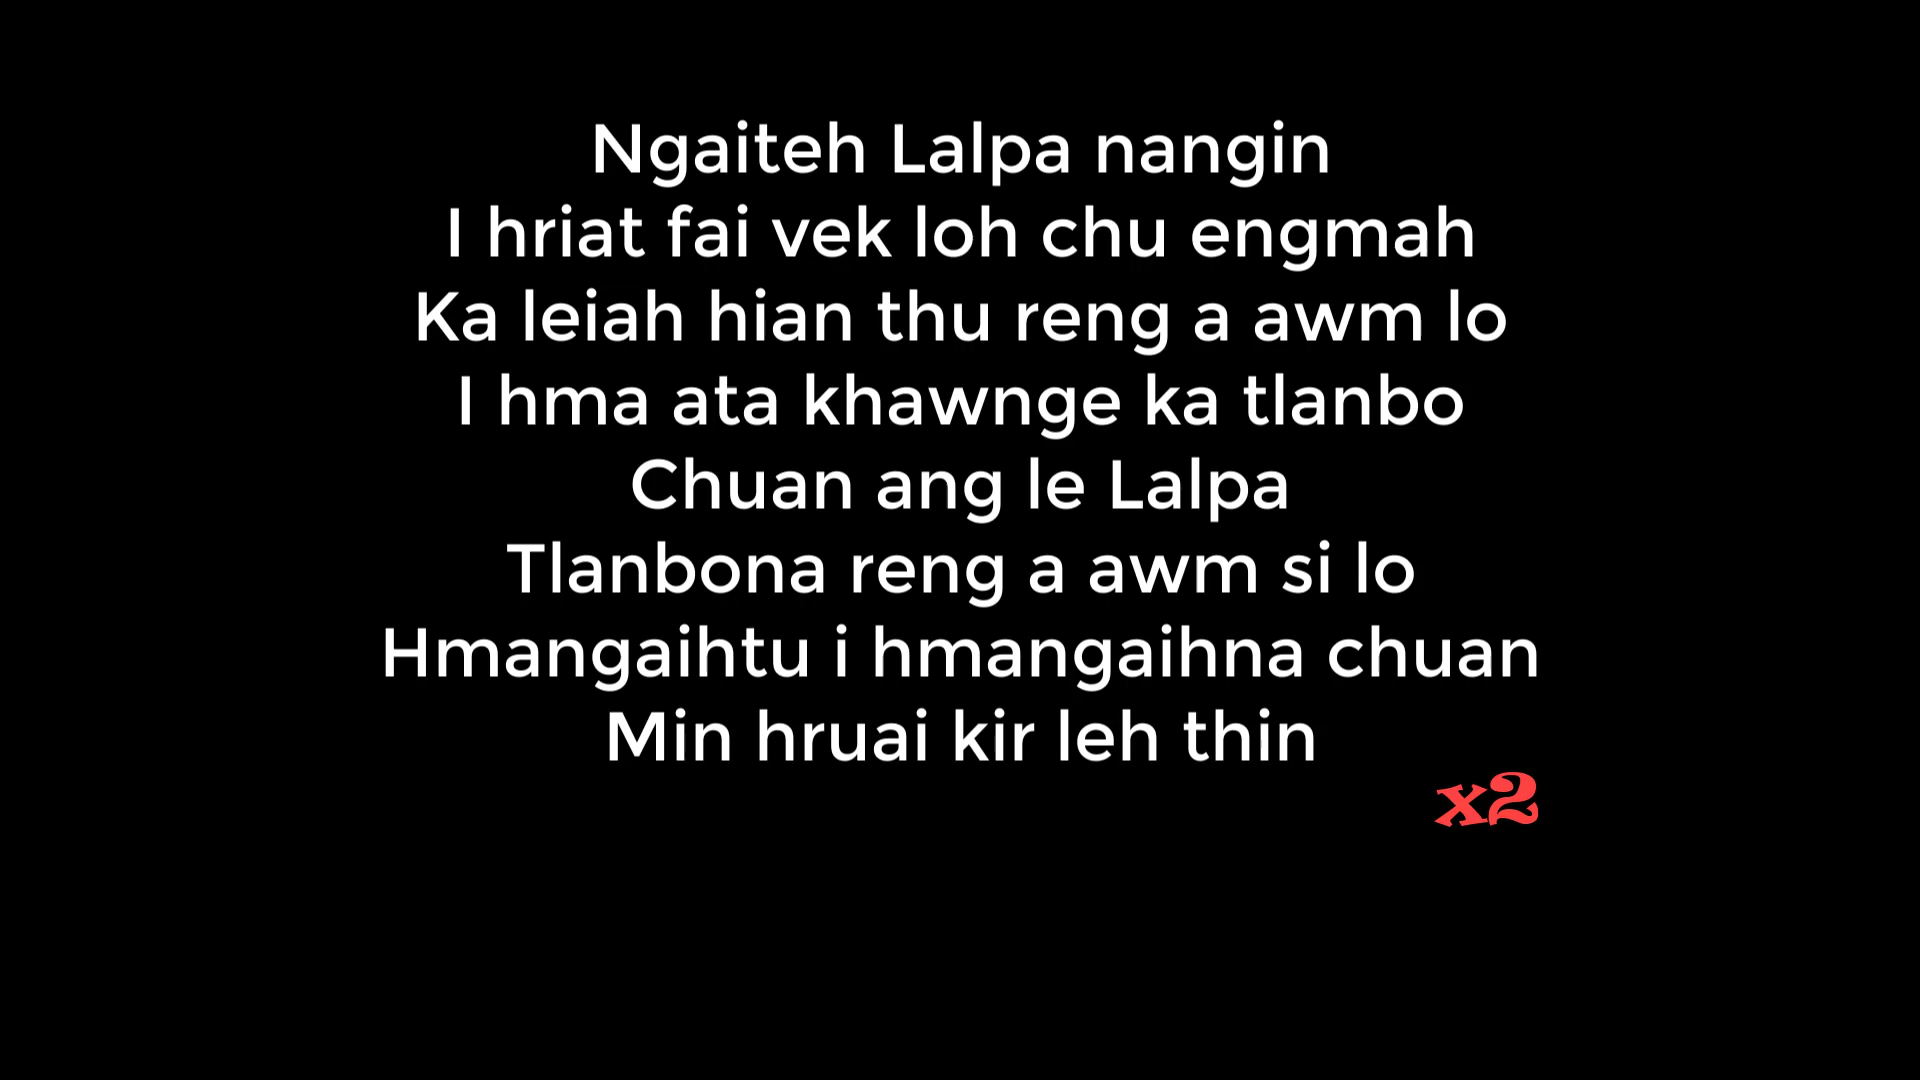 Ngaiteh Lalpa nangin
I hriat fai vek loh chu engmah
Ka leiah hian thu reng a awm lo
I hma ata khawnge ka tlanbo
Chuan ang le Lalpa
Tlanbona reng a awm si lo
Hmangaihtu i hmangaihna chuan
Min hruai kir leh thin
x2